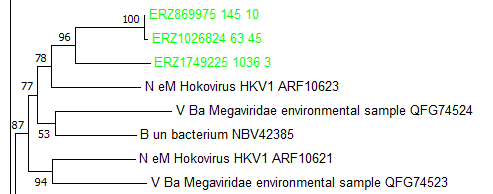 100
ERZ869975 145 10
96
ERZ1026824 63 45
78
ERZ1749225 1036 3
77
N eM Hokovirus HKV1 ARF10623
V Ba Megaviridae environmental sample QFG74524
87
53
B un bacterium NBV42385
N eM Hokovirus HKV1 ARF10621
94
V Ba Megaviridae environmental sample QFG74523